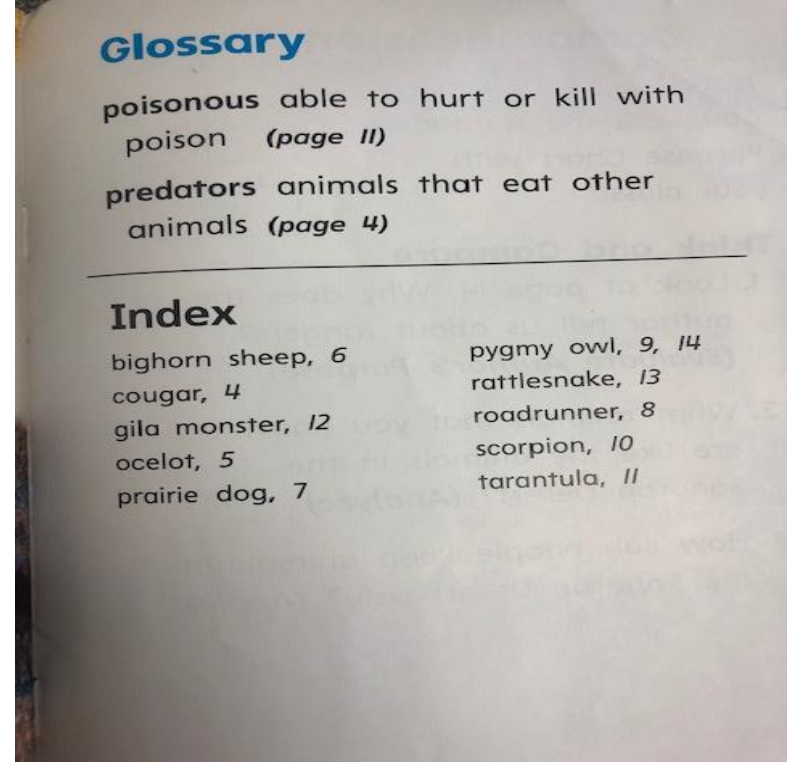 Glossary
poisonous able to hurt or kill with
poison (page 11)
predators animals that eat other
animals (page 4)
Index
bighorn sheep, 6
cougar, 4
gila monster, 12
ocelot, 5
prairie dog, 7
pygmy owl, 9, 14
rattlesnake, 13
roadrunner, 8
scorpion, 10
tarantula, 11